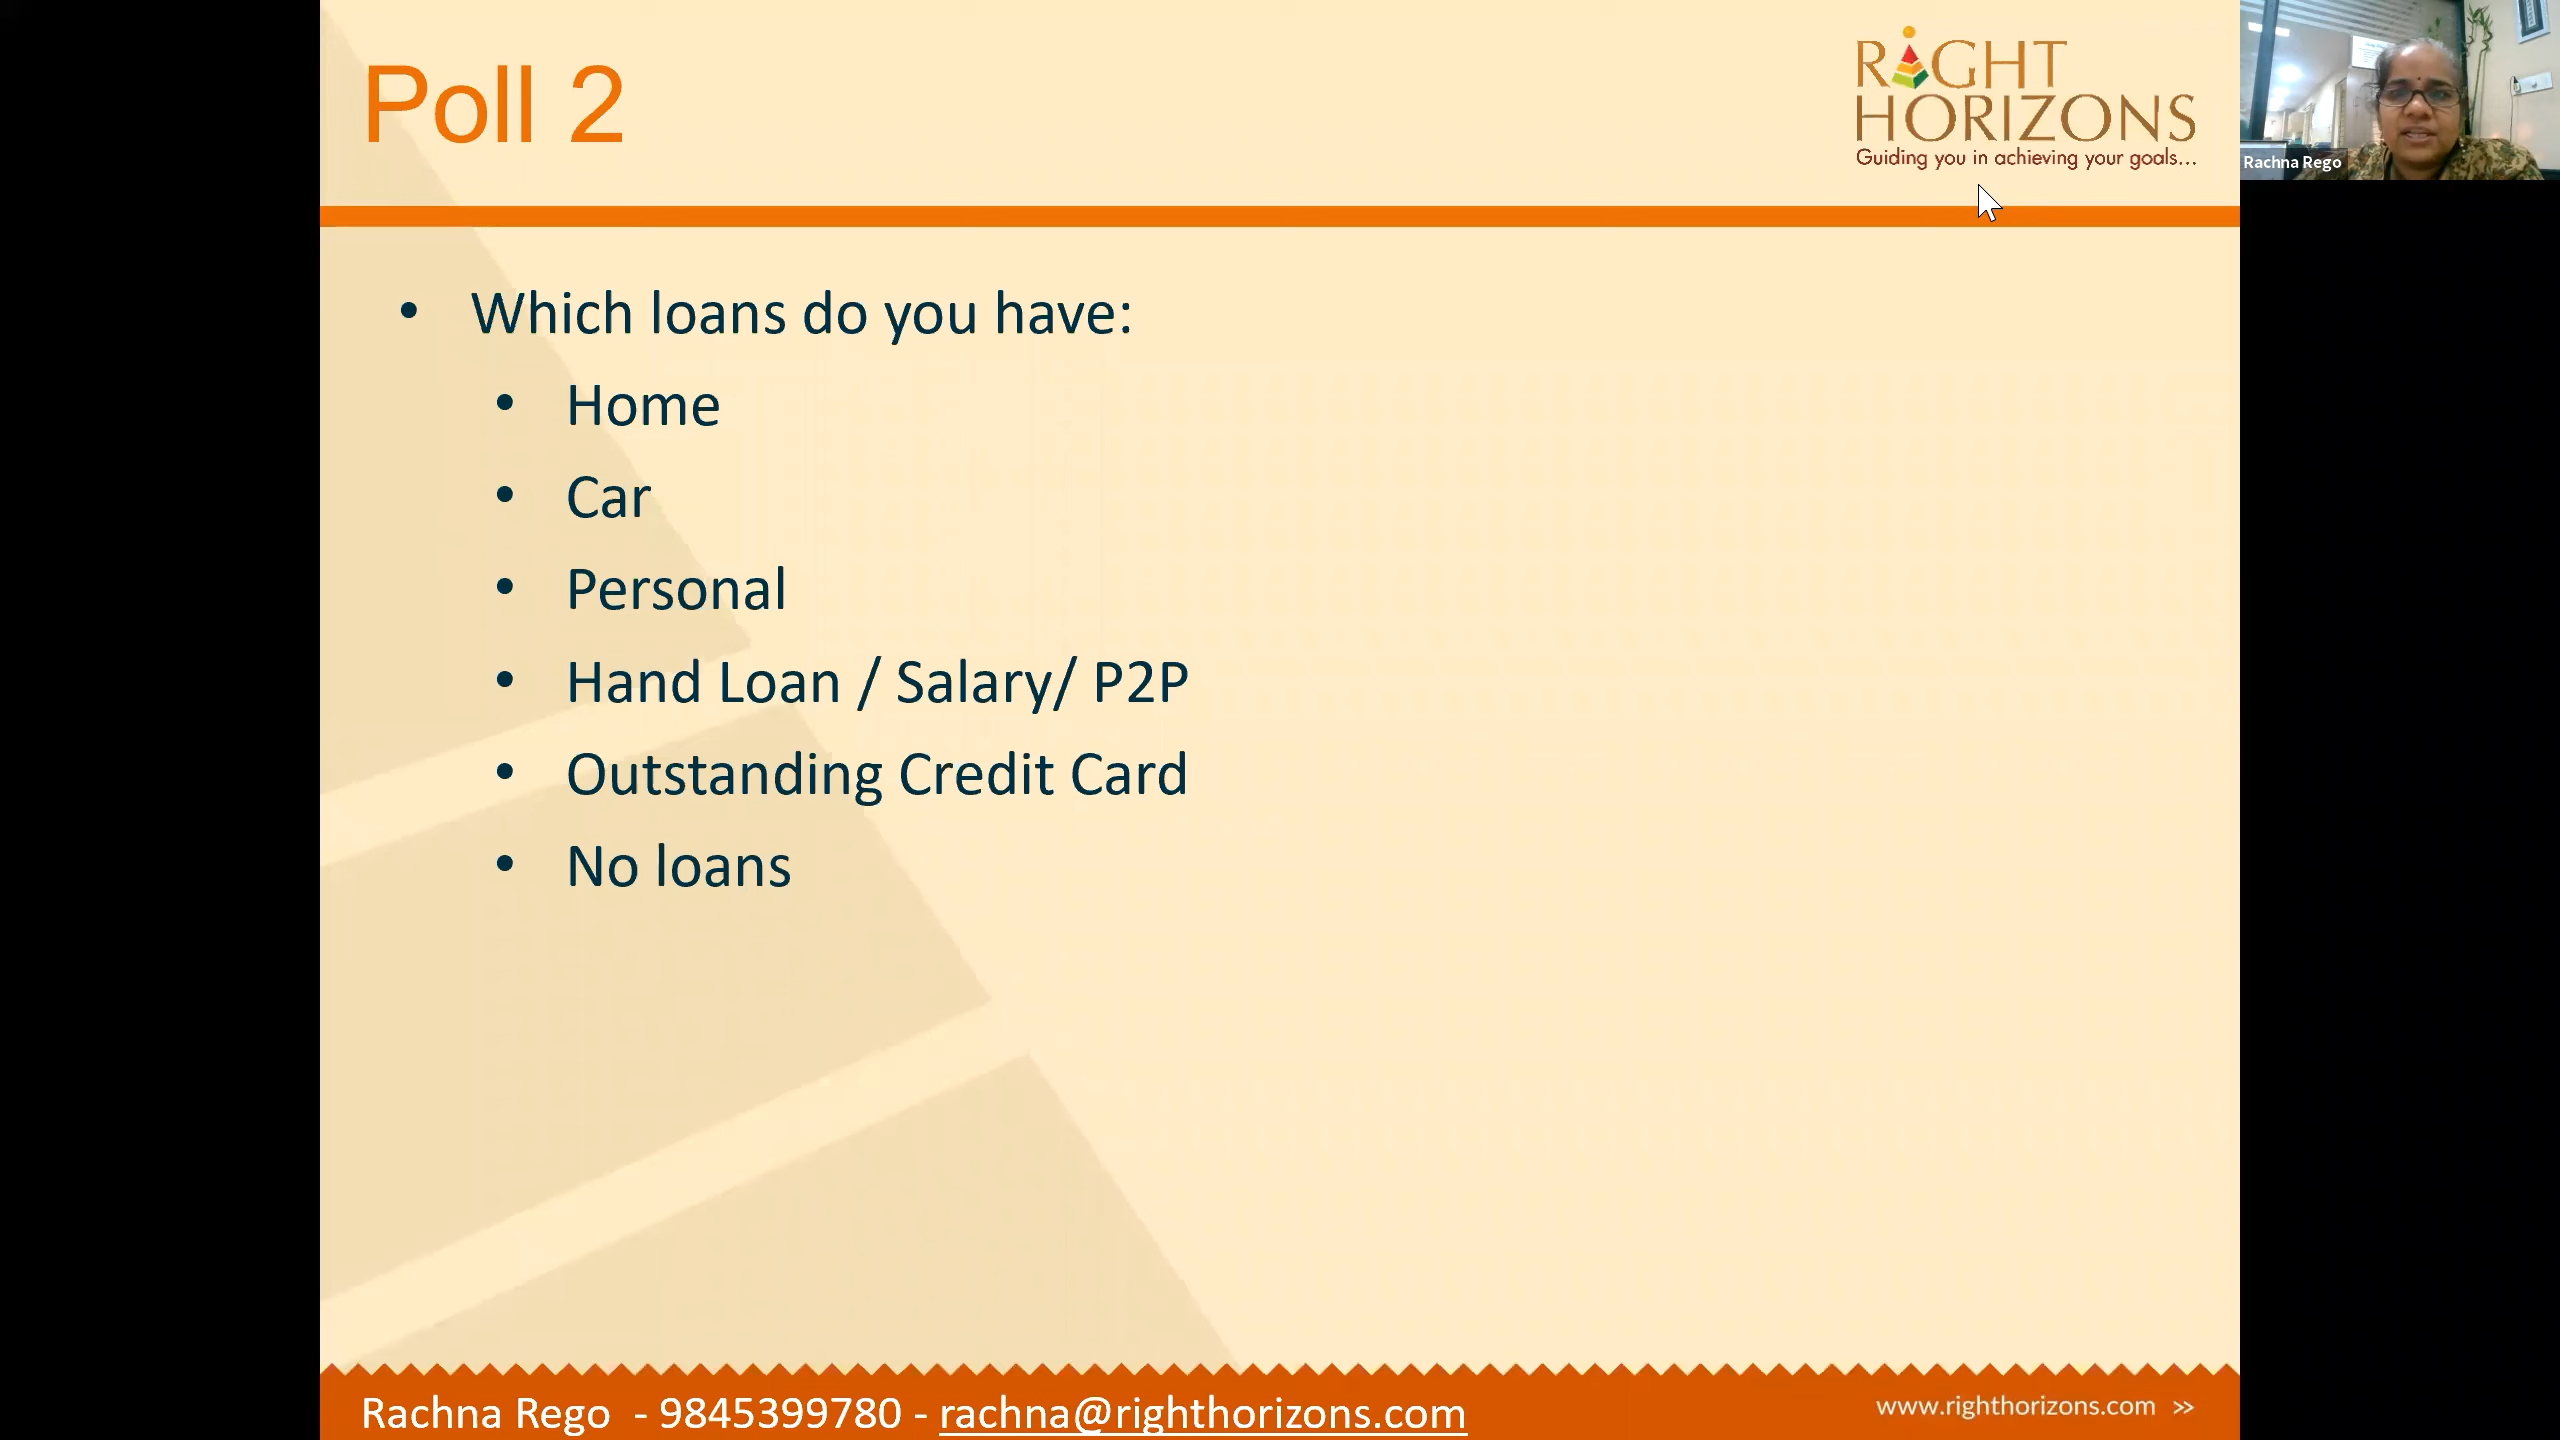 Poll 2
RIGHT
HORIZONS
Guiding you in achieving your goals...
Rachna Rego
• Which loans do you have:
• Home
• Car
• Personal
• Hand Loan / Salary/ P2P
• Outstanding Credit Card
• No loans
Rachna Rego - 9845399780 - rachna@righthorizons.com
www.righthorizons.com >>